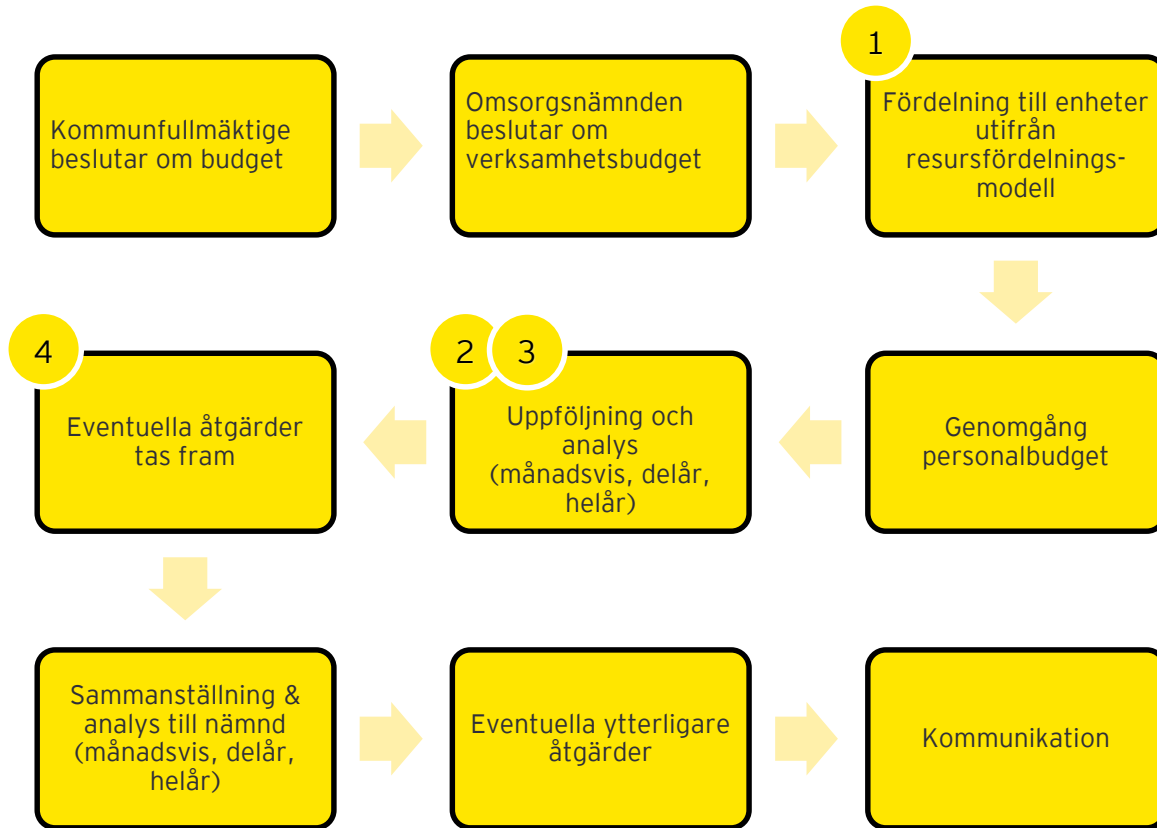 Kommunfullmäktige
beslutar om budget
Omsorgsnämnden
beslutar om
verksamhetsbudget
1
Fördelning till enheter
utifrån
resursfördelnings-
modell
Genomgång
personalbudget
2
3
Uppföljning och
analys
(månadsvis, delår,
helår)
4
Eventuella åtgärder
tas fram
Sammanställning &
analys till nämnd
(månadsvis, delår,
helår)
Eventuella ytterligare
åtgärder
Kommunikation